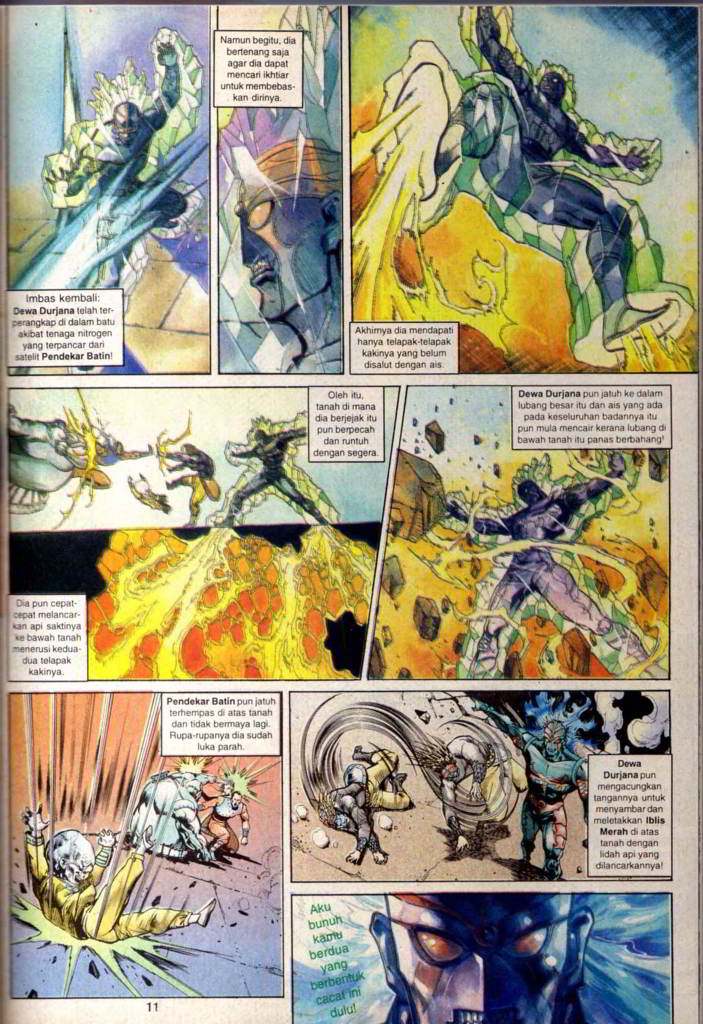 Imbas kembali:
Dewa Durjana telah ter-
perangkap di dalam batu
akibat tenaga nitrogen
yang terpancar dari
satelit Pendekar Batin!
Namun begitu, dia
bertenang saja
agar dia dapat
mencari ikhtiar
untuk membebas-
kan dirinya.
Akhirnya dia mendapati
hanya telapak-telapak
kakinya yang belum
disalut dengan ais.
Dia pun cepat-
cepat melancar-
kan api saktinya
ke bawah tanah
menerusi kedua-
dua telapak
kakinya.
Oleh itu,
tanah di mana
dia berjejak itu
pun berpecah
dan runtuh
dengan segera.
Dewa Durjana pun jatuh ke dalam
lubang besar itu dan ais yang ada
pada keseluruhan badannya itu
pun mula mencair kerana lubang di
bawah tanah itu panas berbahang!
Pendekar Batin pun jatuh
terhempas di atas tanah
dan tidak bermaya lagi.
Rupa-rupanya dia sudah
luka parah.
Dewa
Durjana pun
mengacungkan
tangannya untuk
menyambar dan
meletakkan Iblis
Merah di atas
tanah dengan
lidah api yang
dilancarkannya!
Aku
bunuh
kamu
berdua
yang
berbentuk
cacat ini
dulu!
11